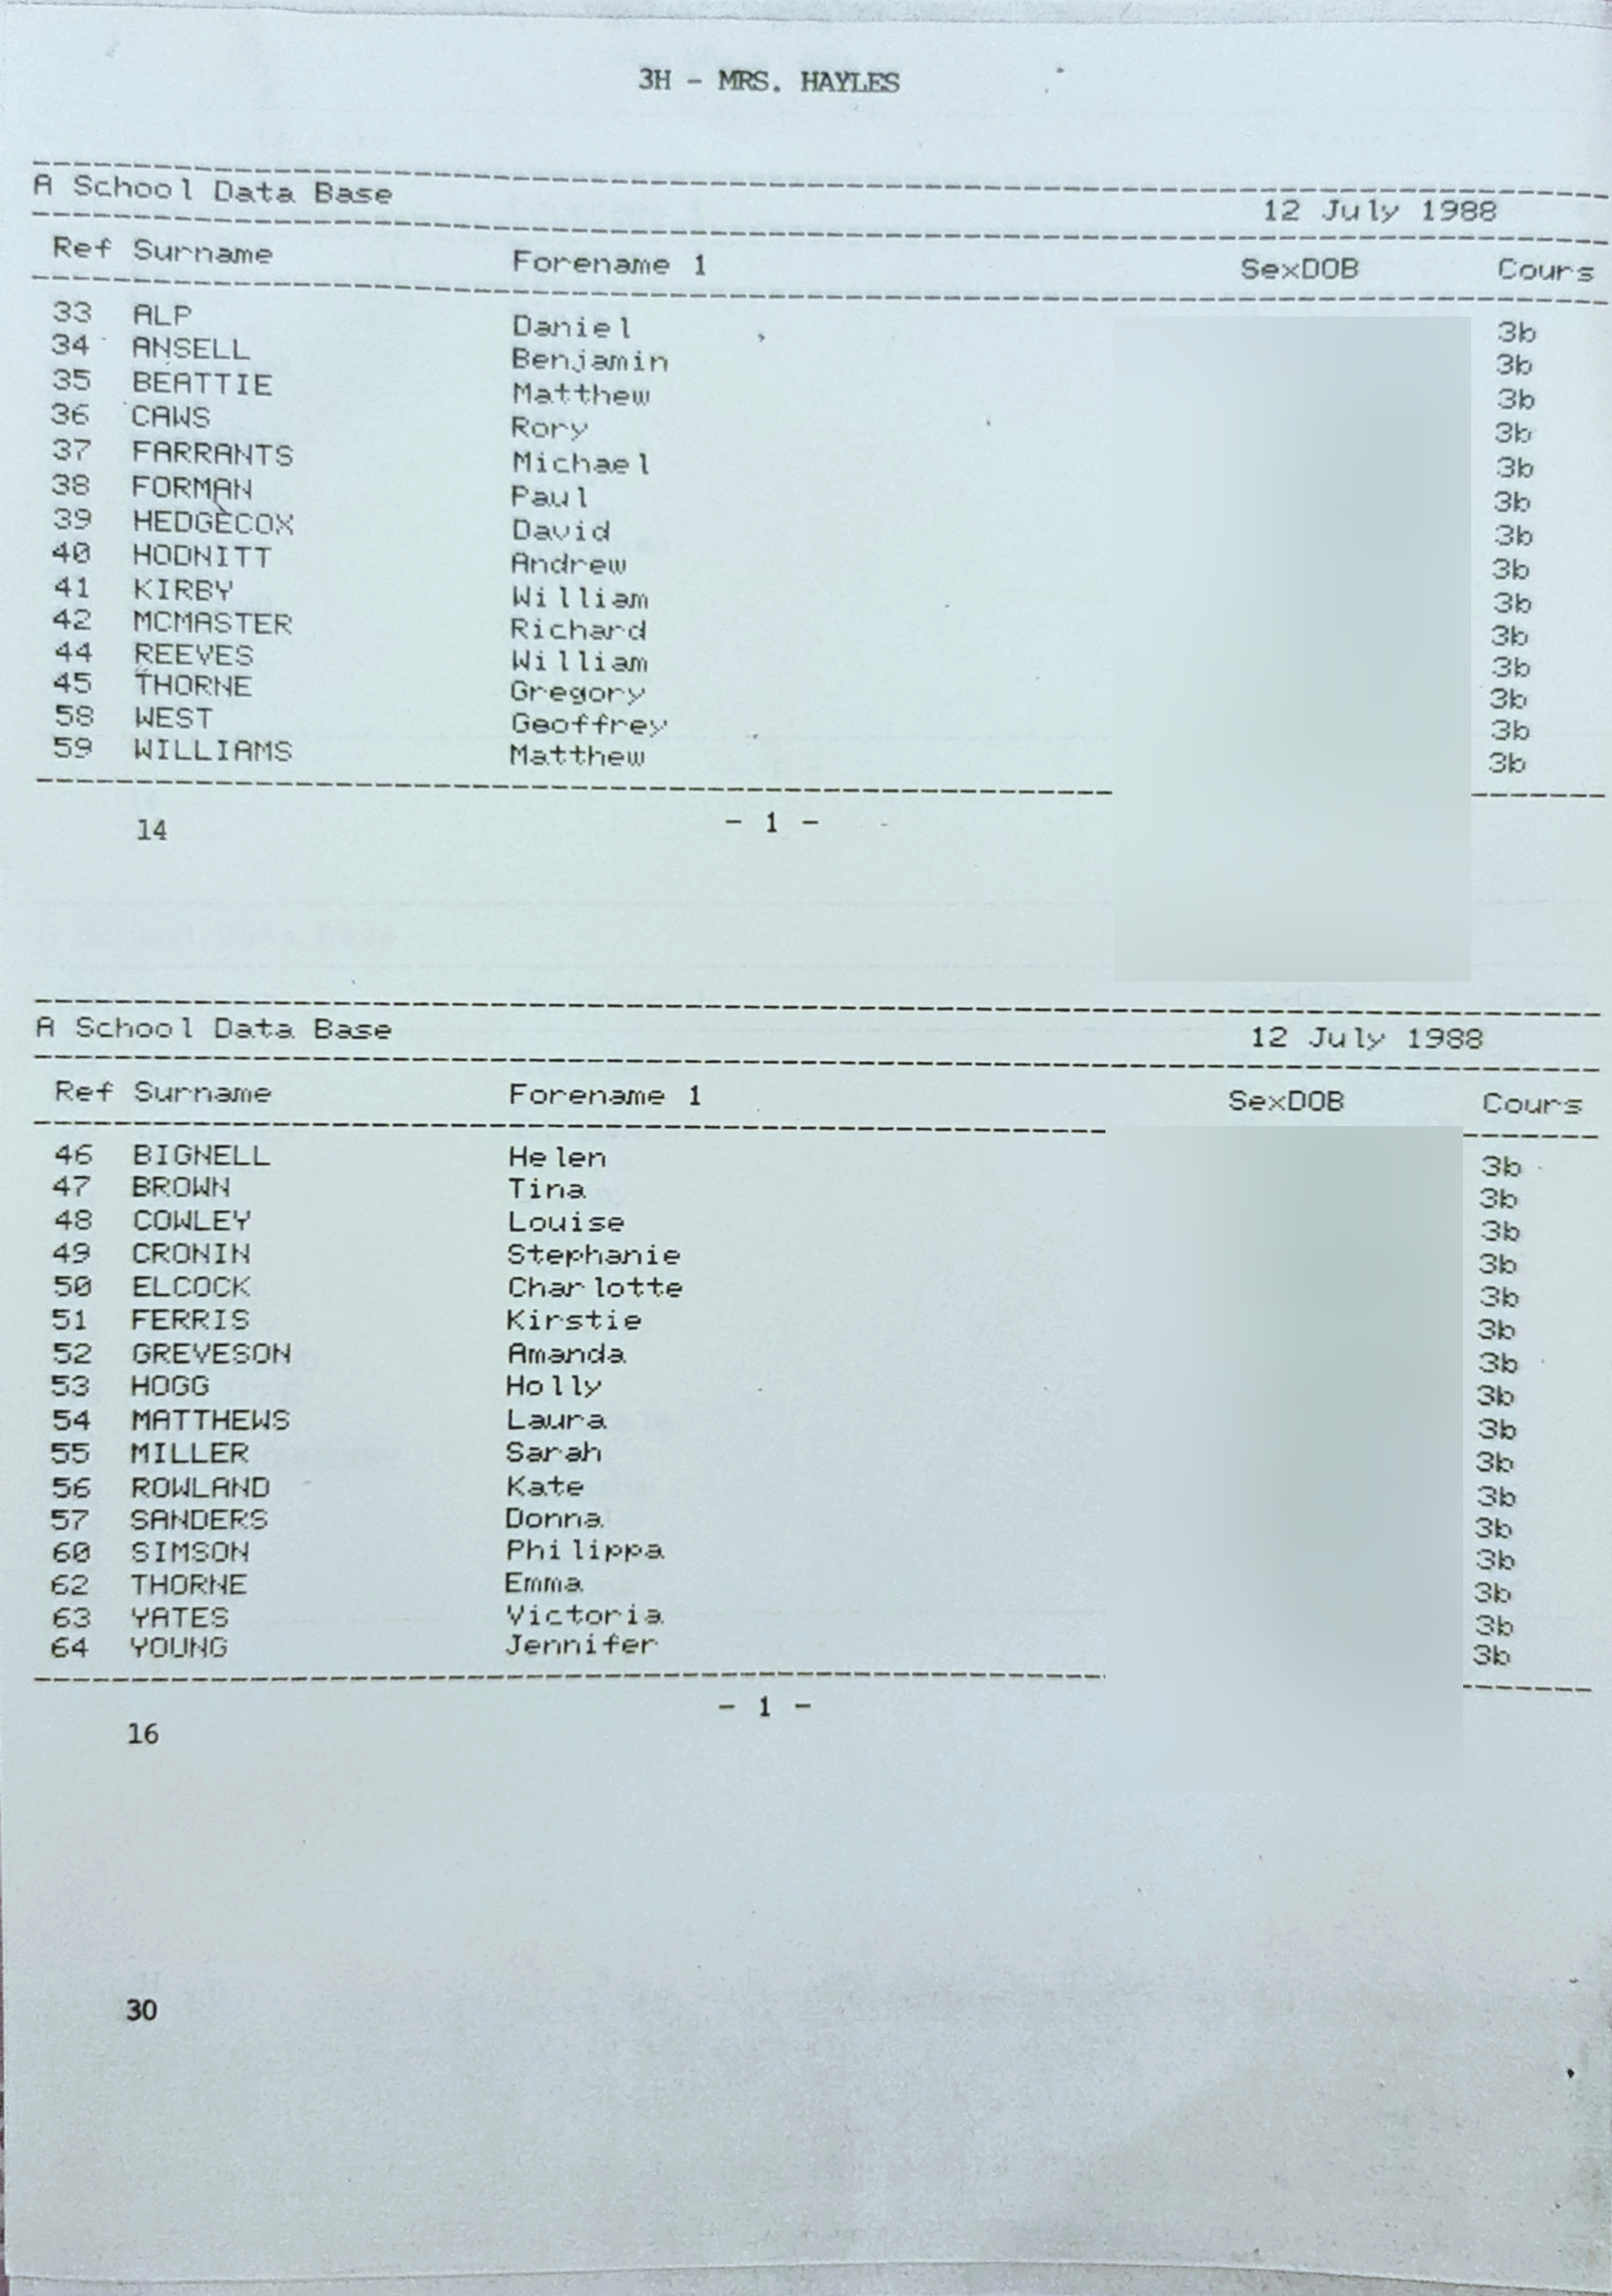 3H - MRS. HAYLES
A School Data Base 12 July 1988
Ref Surname Forename 1 SexDOB Cours
33 ALP Daniel 3b
34 ANSELL Benjamin 3b
35 BEATTIE Matthew 3b
36 CAWS Rory 3b
37 FARRANTS Michael 3b
38 FORMAN Paul 3b
39 HEDGECOX David 3b
40 HODNITT Andrew 3b
41 KIRBY William 3b
42 MCMASTER Richard 3b
44 REEVES William 3b
45 THORNE Gregory 3b
58 WEST Geoffrey 3b
59 WILLIAMS Matthew 3b
14 - 1 -
A School Data Base 12 July 1988
Ref Surname Forename 1 SexDOB Cours
46 BIGNELL Helen 3b
47 BROWN Tina 3b
48 COWLEY Louise 3b
49 CRONIN Stephanie 3b
50 ELCOCK Charlotte 3b
51 FERRIS Kirstie 3b
52 GREVESON Amanda 3b
53 HOGG Holly 3b
54 MATTHEWS Laura 3b
55 MILLER Sarah 3b
56 ROWLAND Kate 3b
57 SANDERS Donna 3b
60 SIMSON Philippa 3b
62 THORNE Emma 3b
63 YATES Victoria 3b
64 YOUNG Jennifer 3b
- 1 -
16
30